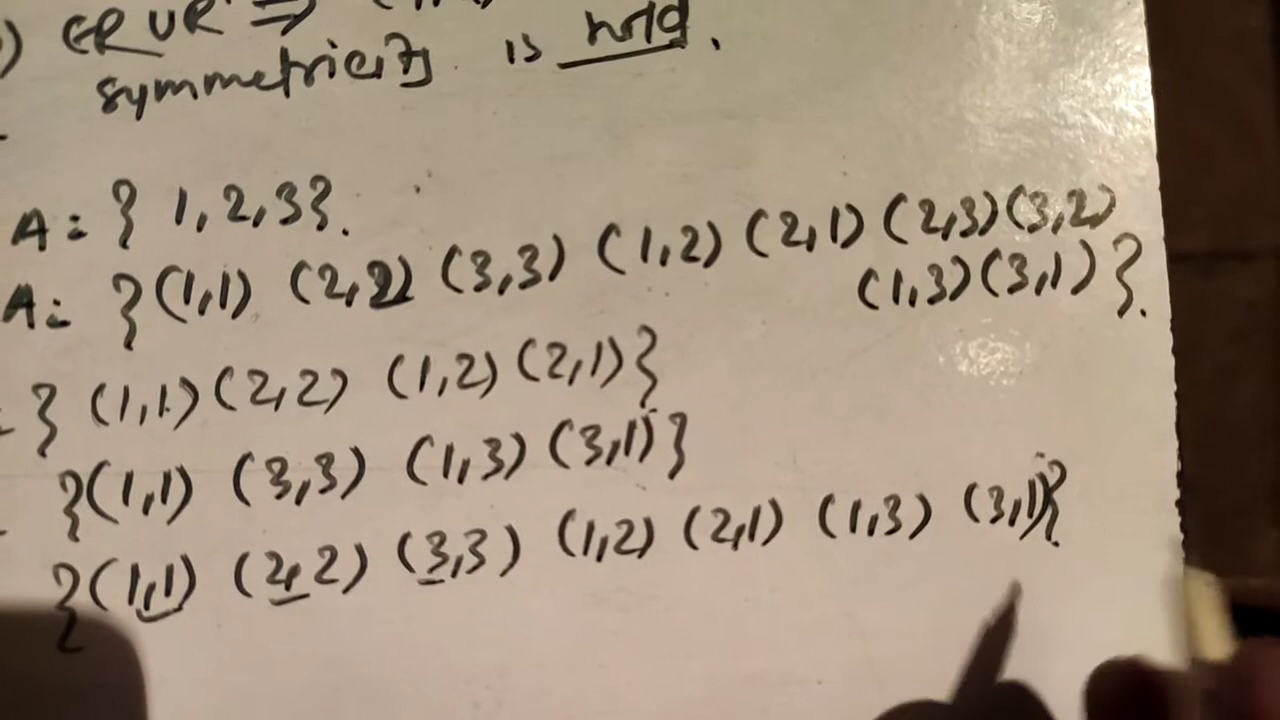 ) ∈R ∪ R' ⇒ (
symmetricity is hold.
A = { 1, 2, 3}.
A = {(1,1) (2,2) (3,3) (1,2) (2,1) (2,3)(3,2)
(1,3)(3,1) }.
= { (1,1) (2,2) (1,2) (2,1)}
{(1,1) (3,3) (1,3) (3,1)}
{(1,1) (2,2) (3,3) (1,2) (2,1) (1,3) (3,1)}